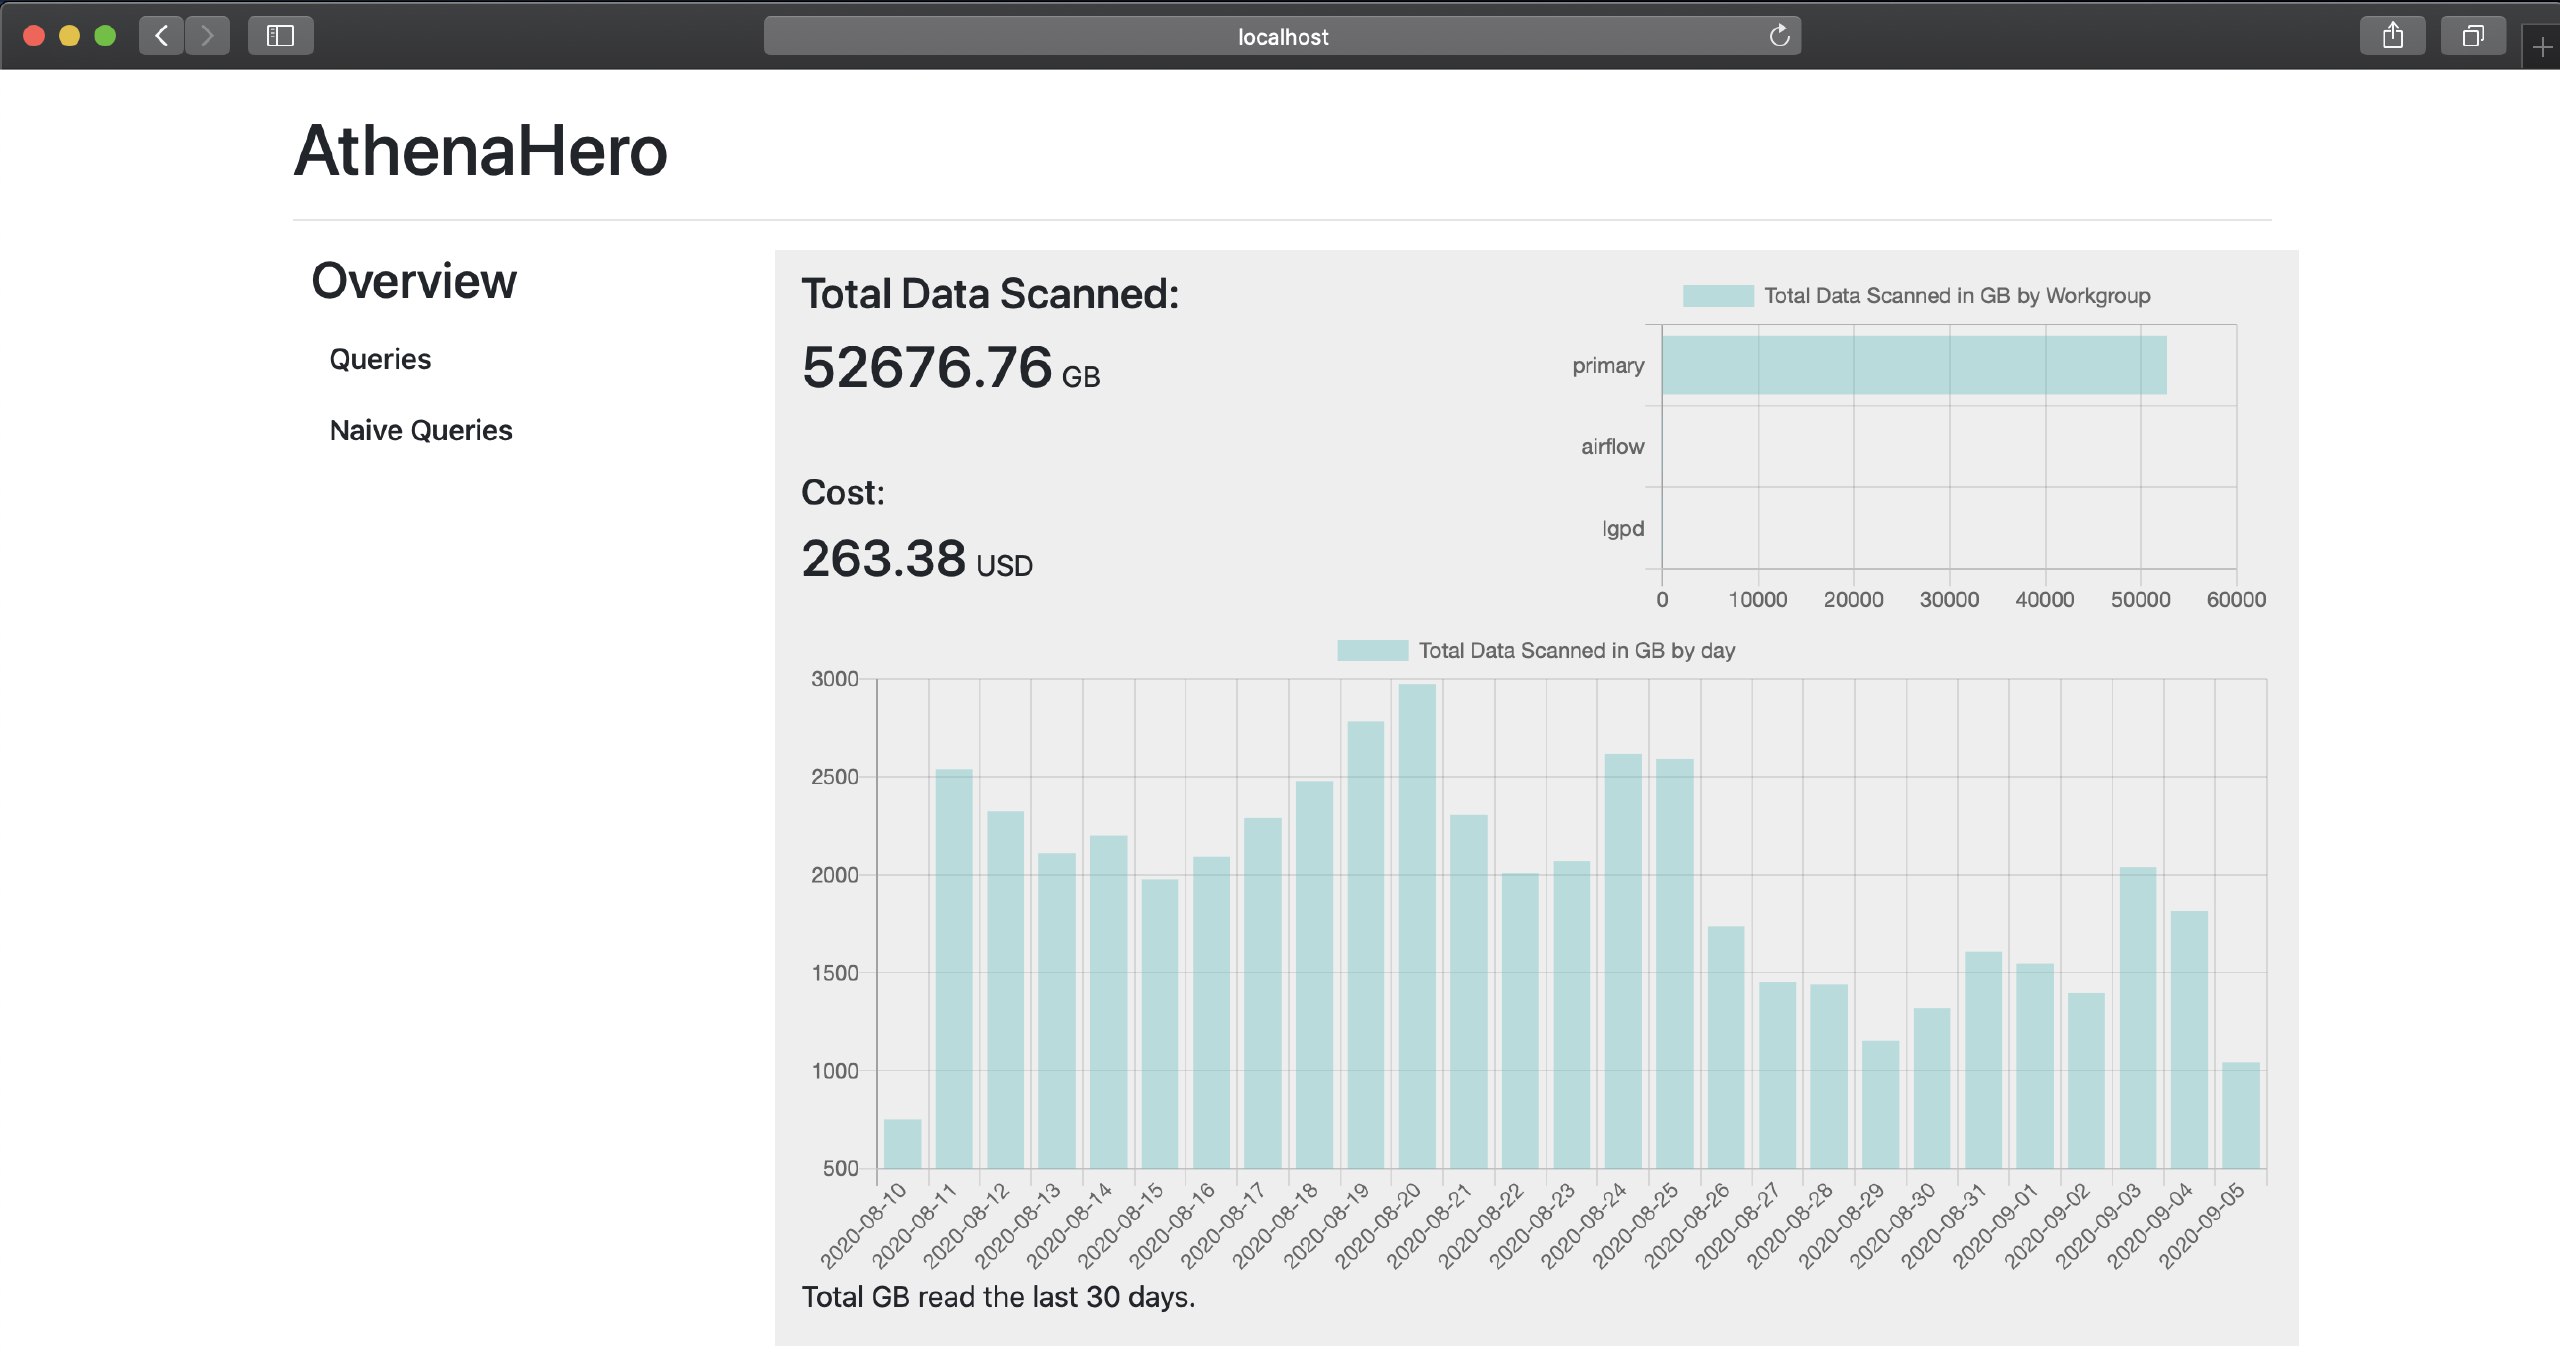 localhost
AthenaHero
Overview
Queries
Naive Queries
Total Data Scanned:
52676.76 GB
Cost:
263.38 USD
Total Data Scanned in GB by Workgroup
primary
airflow
lgpd
0 10000 20000 30000 40000 50000 60000
Total Data Scanned in GB by day
3000
2500
2000
1500
1000
500
2020-08-10 2020-08-11 2020-08-12 2020-08-13 2020-08-14 2020-08-15 2020-08-16 2020-08-17 2020-08-18 2020-08-19 2020-08-20 2020-08-21 2020-08-22 2020-08-23 2020-08-24 2020-08-25 2020-08-26 2020-08-27 2020-08-28 2020-08-29 2020-08-30 2020-08-31 2020-09-01 2020-09-02 2020-09-03 2020-09-04 2020-09-05
Total GB read the last 30 days.